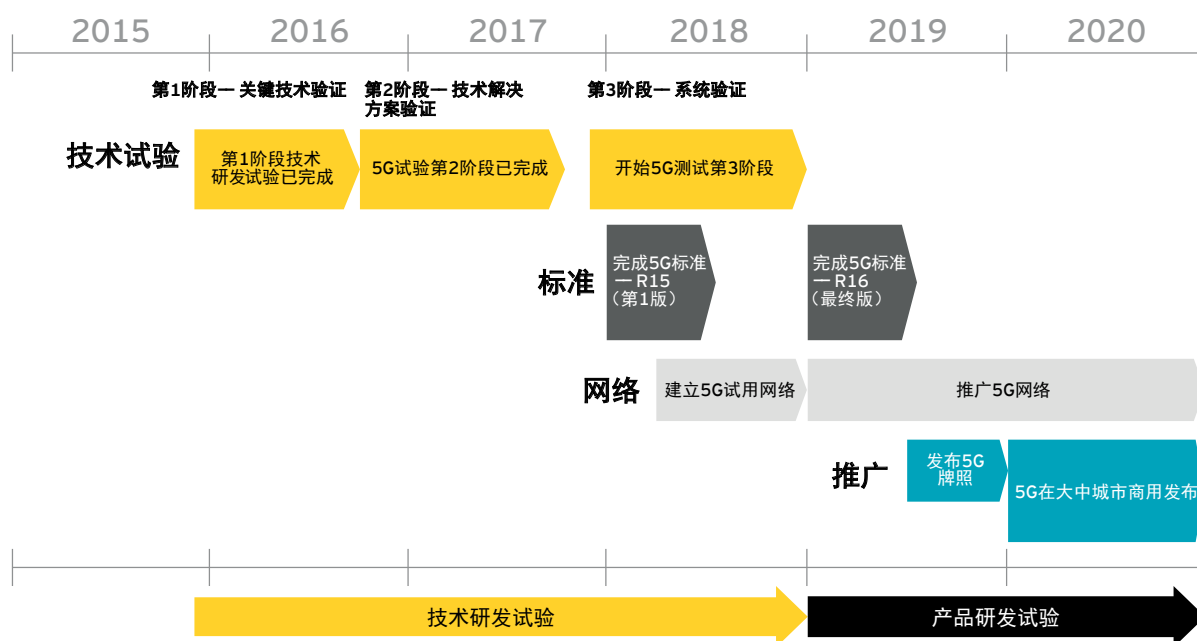 2015 2016 2017 2018 2019 2020
第1阶段一 关键技术验证
第2阶段一 技术解决
方案验证
第3阶段一 系统验证
技术试验
第1阶段技术
研发试验已完成
5G试验第2阶段已完成
开始5G测试第3阶段
标准
完成5G标准
一 R15
（第1版）
完成5G标准
一 R16
（最终版）
网络
建立5G试用网络
推广5G网络
推广
发布5G
牌照
5G在大中城市商用发布
技术研发试验
产品研发试验